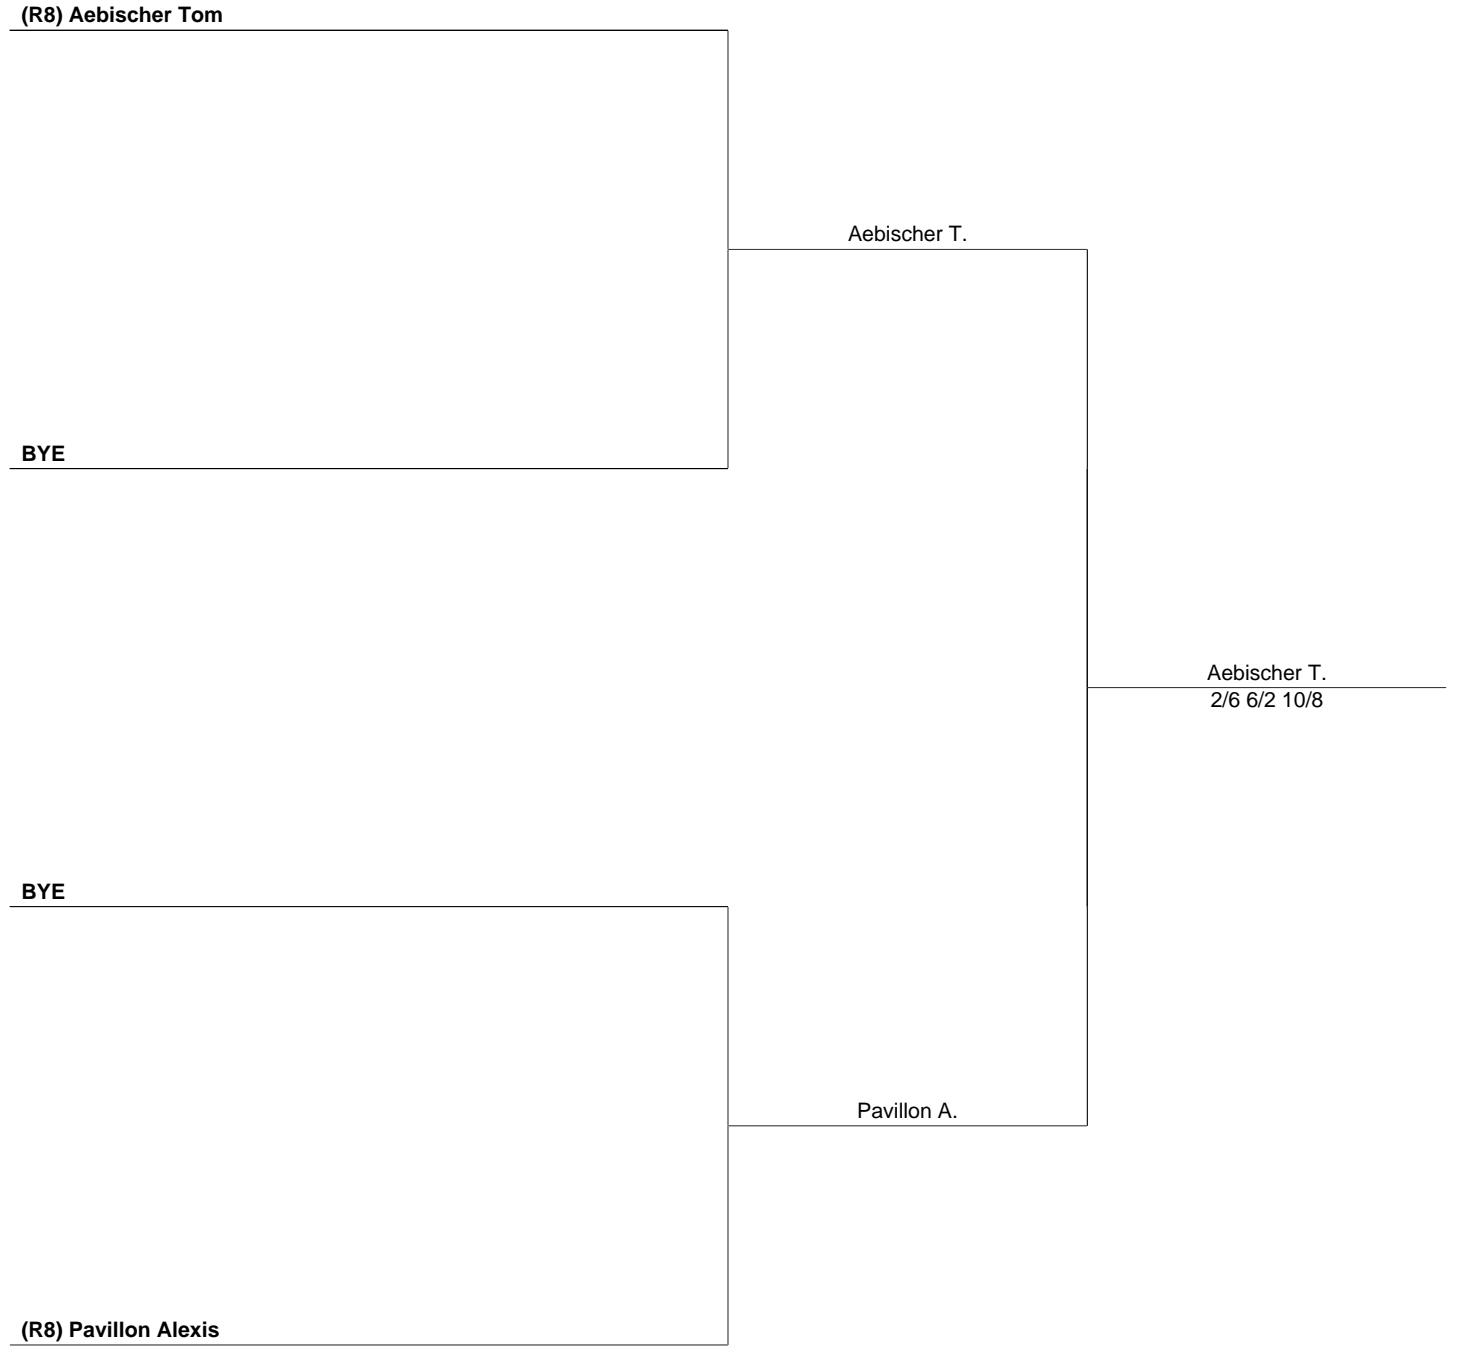 (R8) Aebischer Tom
Aebischer T.
BYE
Aebischer T.
2/6 6/2 10/8
BYE
Pavillon A.
(R8) Pavillon Alexis